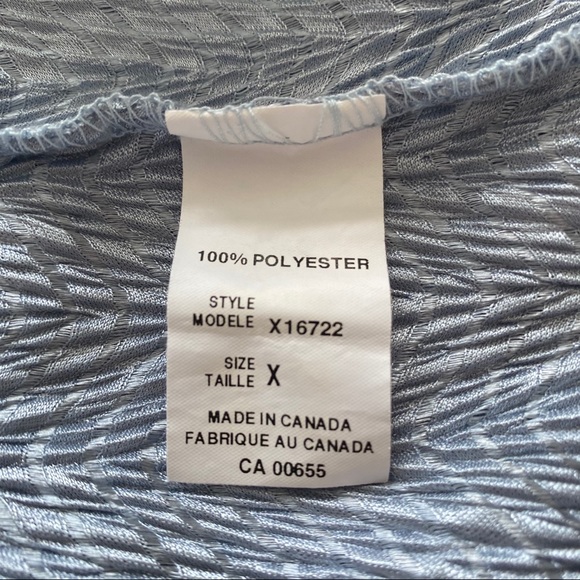 100% POLYESTER
STYLE
MODELE X16722
SIZE
TAILLE X
MADE IN CANADA
FABRIQUE AU CANADA
CA 00655